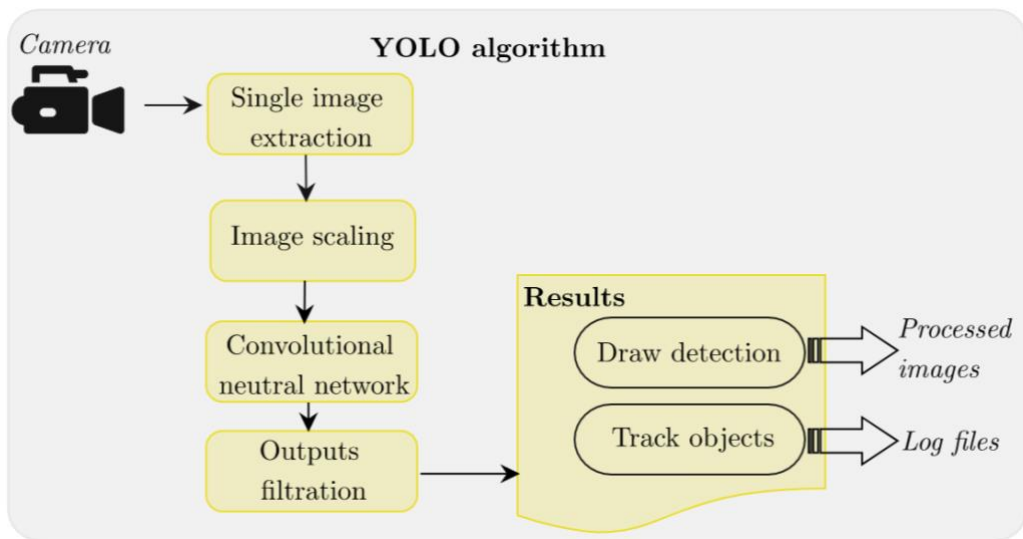 Camera
YOLO algorithm
Single image
extraction
Image scaling
Convolutional
neutral network
Outputs
filtration
Results
Draw detection
Processed
images
Track objects
Log files